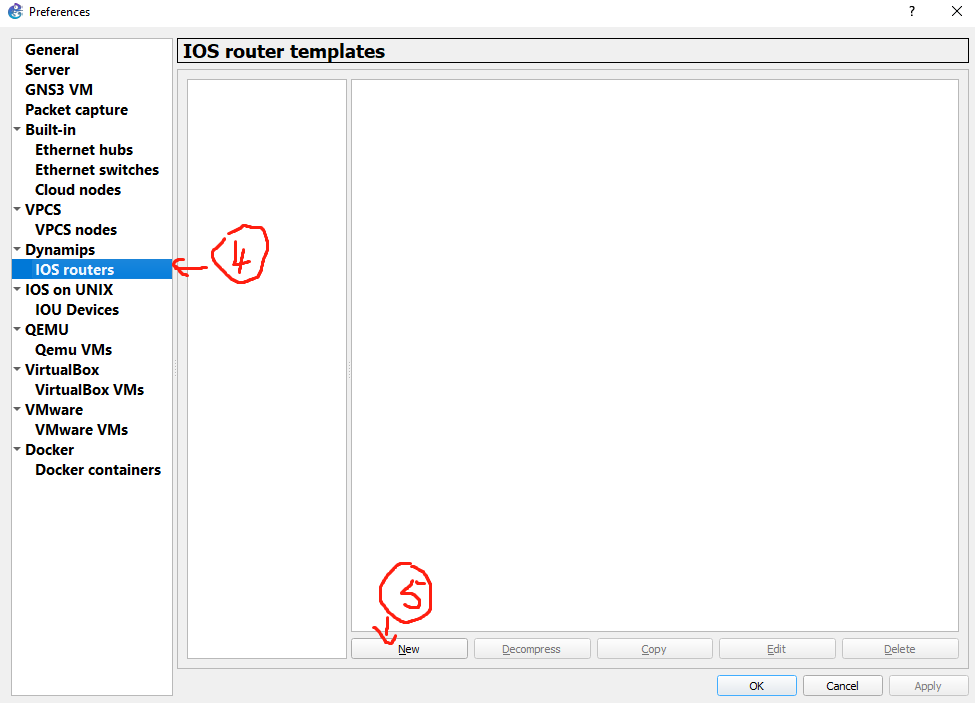 Preferences
?
General
Server
GNS3 VM
Packet capture
Built-in
Ethernet hubs
Ethernet switches
Cloud nodes
VPCS
VPCS nodes
Dynamips
IOS routers
IOS on UNIX
IOU Devices
QEMU
Qemu VMs
VirtualBox
VirtualBox VMs
VMware
VMware VMs
Docker
Docker containers
IOS router templates
4
5
New Decompress Copy Edit Delete
OK Cancel Apply